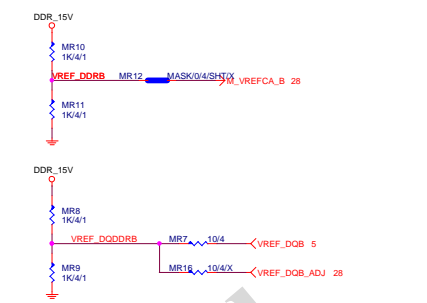 DDR_15V
MR10
1K/4/1
VREF_DDRB MR12 MASK/0/4/SHT/X M_VREFCA_B 28
MR11
1K/4/1
DDR_15V
MR8
1K/4/1
VREF_DQDDRB MR7 10/4 VREF_DQB 5
MR9 MR16 10/4/X VREF_DQB_ADJ 28
1K/4/1